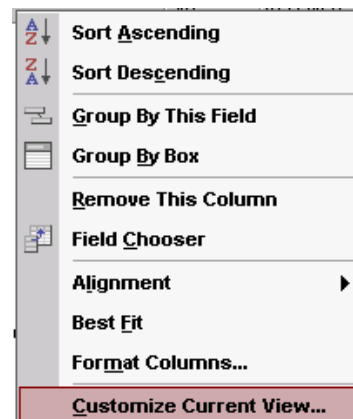 Sort Ascending
Sort Descending
Group By This Field
Group By Box
Remove This Column
Field Chooser
Alignment
Best Fit
Format Columns...
Customize Current View...